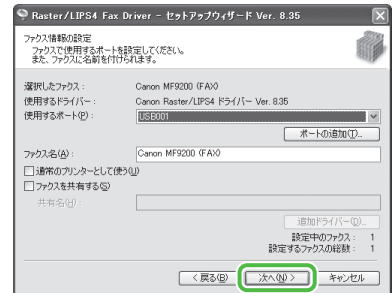 Raster/LIPS4 Fax Driver - セットアップウィザード Ver. 8.35
ファクス情報の設定
ファクスで使用するポートを設定してください。
また、ファクスに名前を付けられます。
選択したファクス： Canon MF9200 (FAX)
使用するドライバー： Canon Raster/LIPS4 ドライバー Ver. 8.35
使用するポート(P)： USB001
ポートの追加(T)...
ファクス名(A)： Canon MF9200 (FAX)
通常のプリンターとして使う(U)
ファクスを共有する(S)
共有名(H)：
追加ドライバー(D)...
設定中のファクス： 1
設定するファクスの総数： 1
< 戻る(B) 次へ(N) > キャンセル